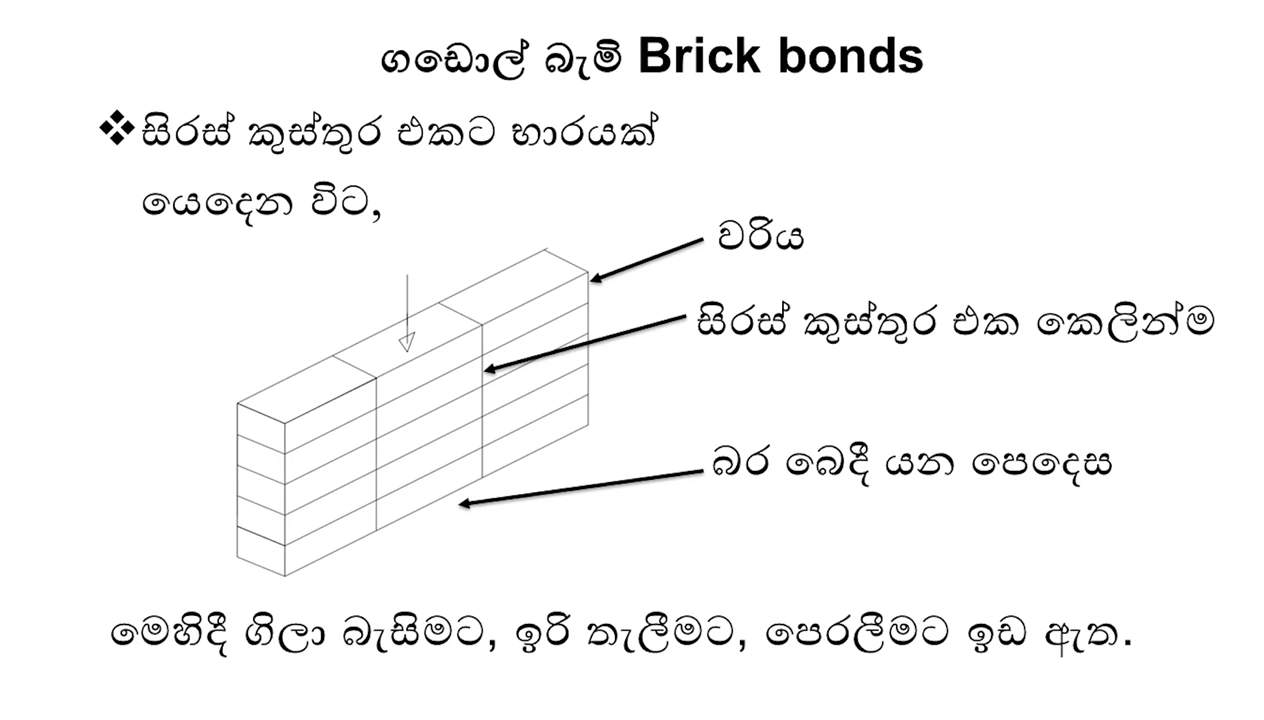 ගඩොල් බැමි Brick bonds
❖සිරස් කුස්තුර එකට භාරයක්
යෙදෙන විට,
වරිය
සිරස් කුස්තුර එක කෙලින්ම
බර බෙදී යන පෙදෙස
මෙහිදී ගිලා බැසිමට, ඉරි තැලීමට, පෙරලීමට ඉඩ ඇත.